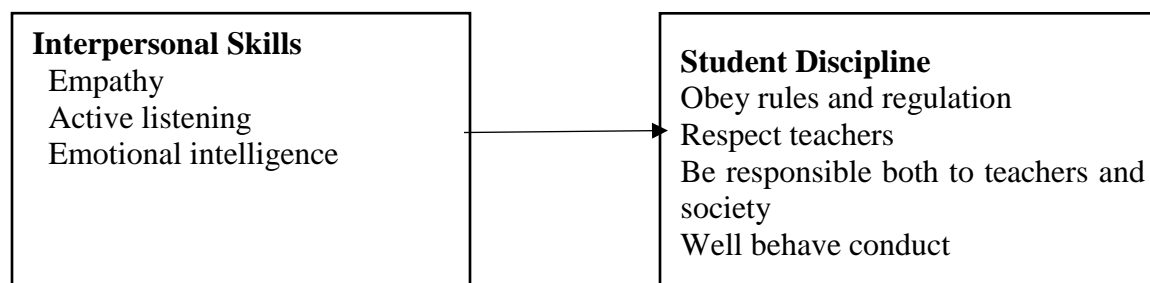 Interpersonal Skills
Empathy
Active listening
Emotional intelligence
Student Discipline
Obey rules and regulation
Respect teachers
Be responsible both to teachers and
society
Well behave conduct